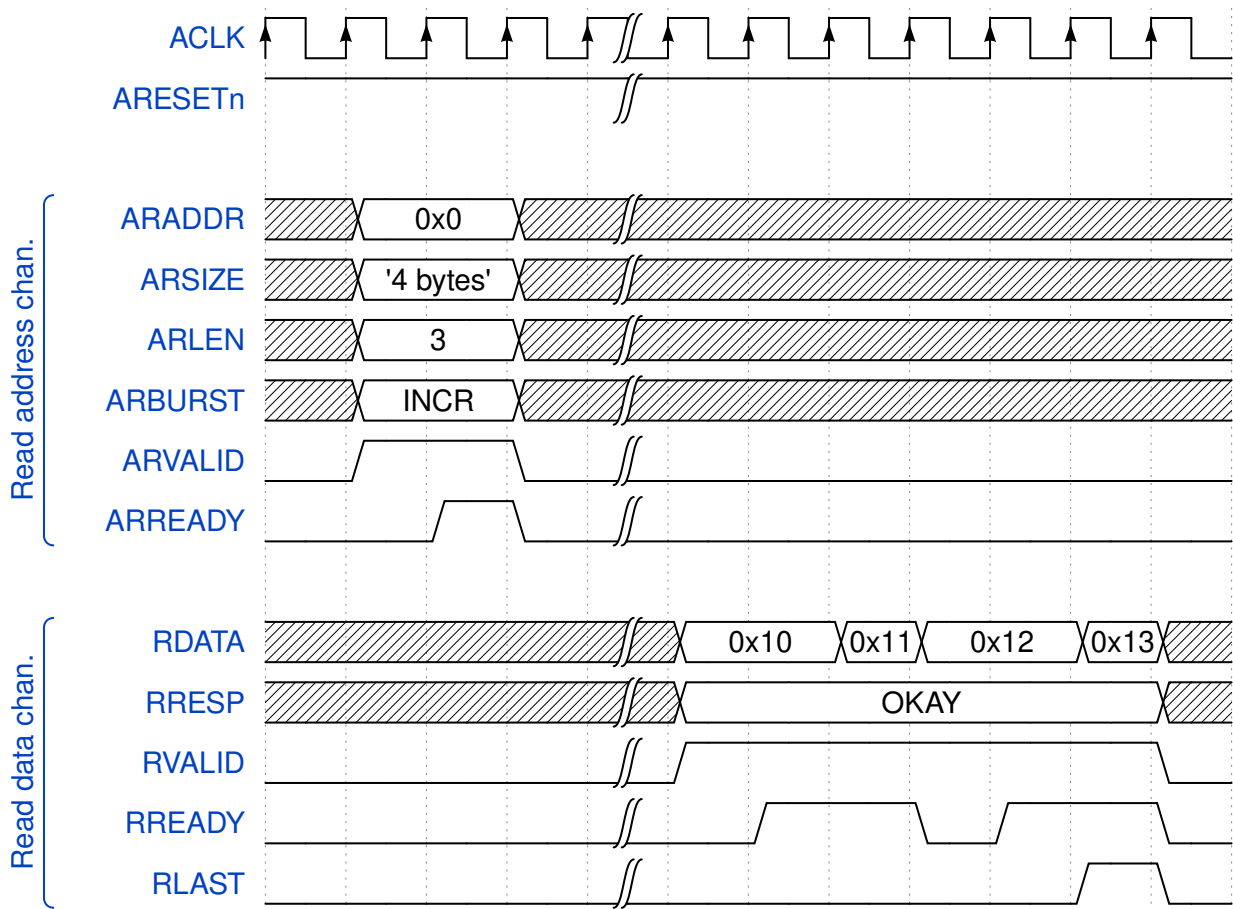 ACLK
ARESETn
Read address chan.
ARADDR 0x0
ARSIZE '4 bytes'
ARLEN 3
ARBURST INCR
ARVALID
ARREADY
Read data chan.
RDATA 0x10 0x11 0x12 0x13
RRESP OKAY
RVALID
RREADY
RLAST